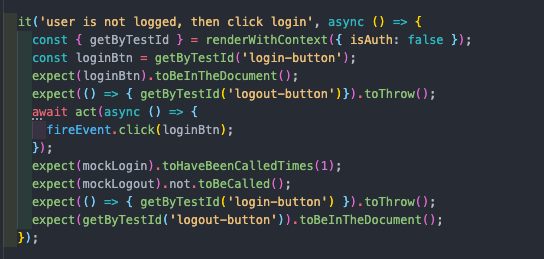 it('user is not logged, then click login', async () => {
const { getByTestId } = renderWithContext({ isAuth: false });
const loginBtn = getByTestId('login-button');
expect(loginBtn).toBeInTheDocument();
expect(() => { getByTestId('logout-button')}).toThrow();
await act(async () => {
fireEvent.click(loginBtn);
});
expect(mockLogin).toHaveBeenCalledTimes(1);
expect(mockLogout).not.toBeCalled();
expect(() => { getByTestId('login-button') }).toThrow();
expect(getByTestId('logout-button')).toBeInTheDocument();
});